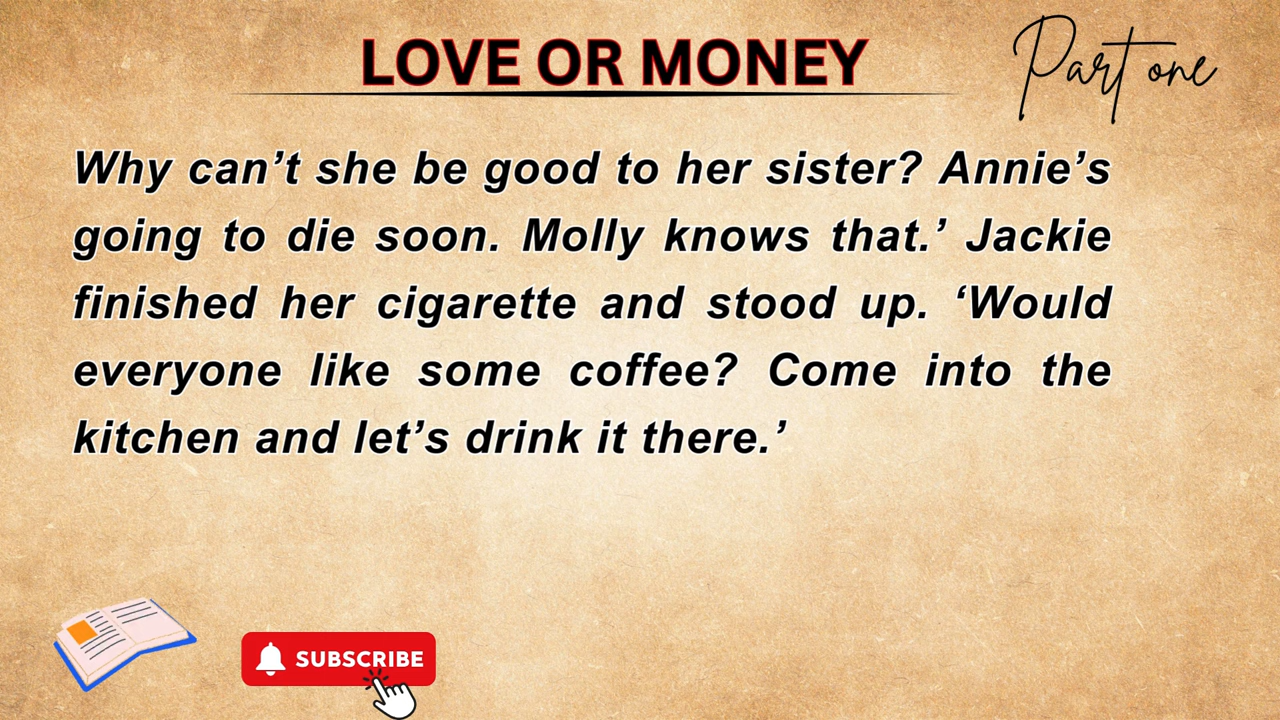 LOVE OR MONEY
Part one
Why can’t she be good to her sister? Annie’s
going to die soon. Molly knows that.’ Jackie
finished her cigarette and stood up. ‘Would
everyone like some coffee? Come into the
kitchen and let’s drink it there.’
SUBSCRIBE